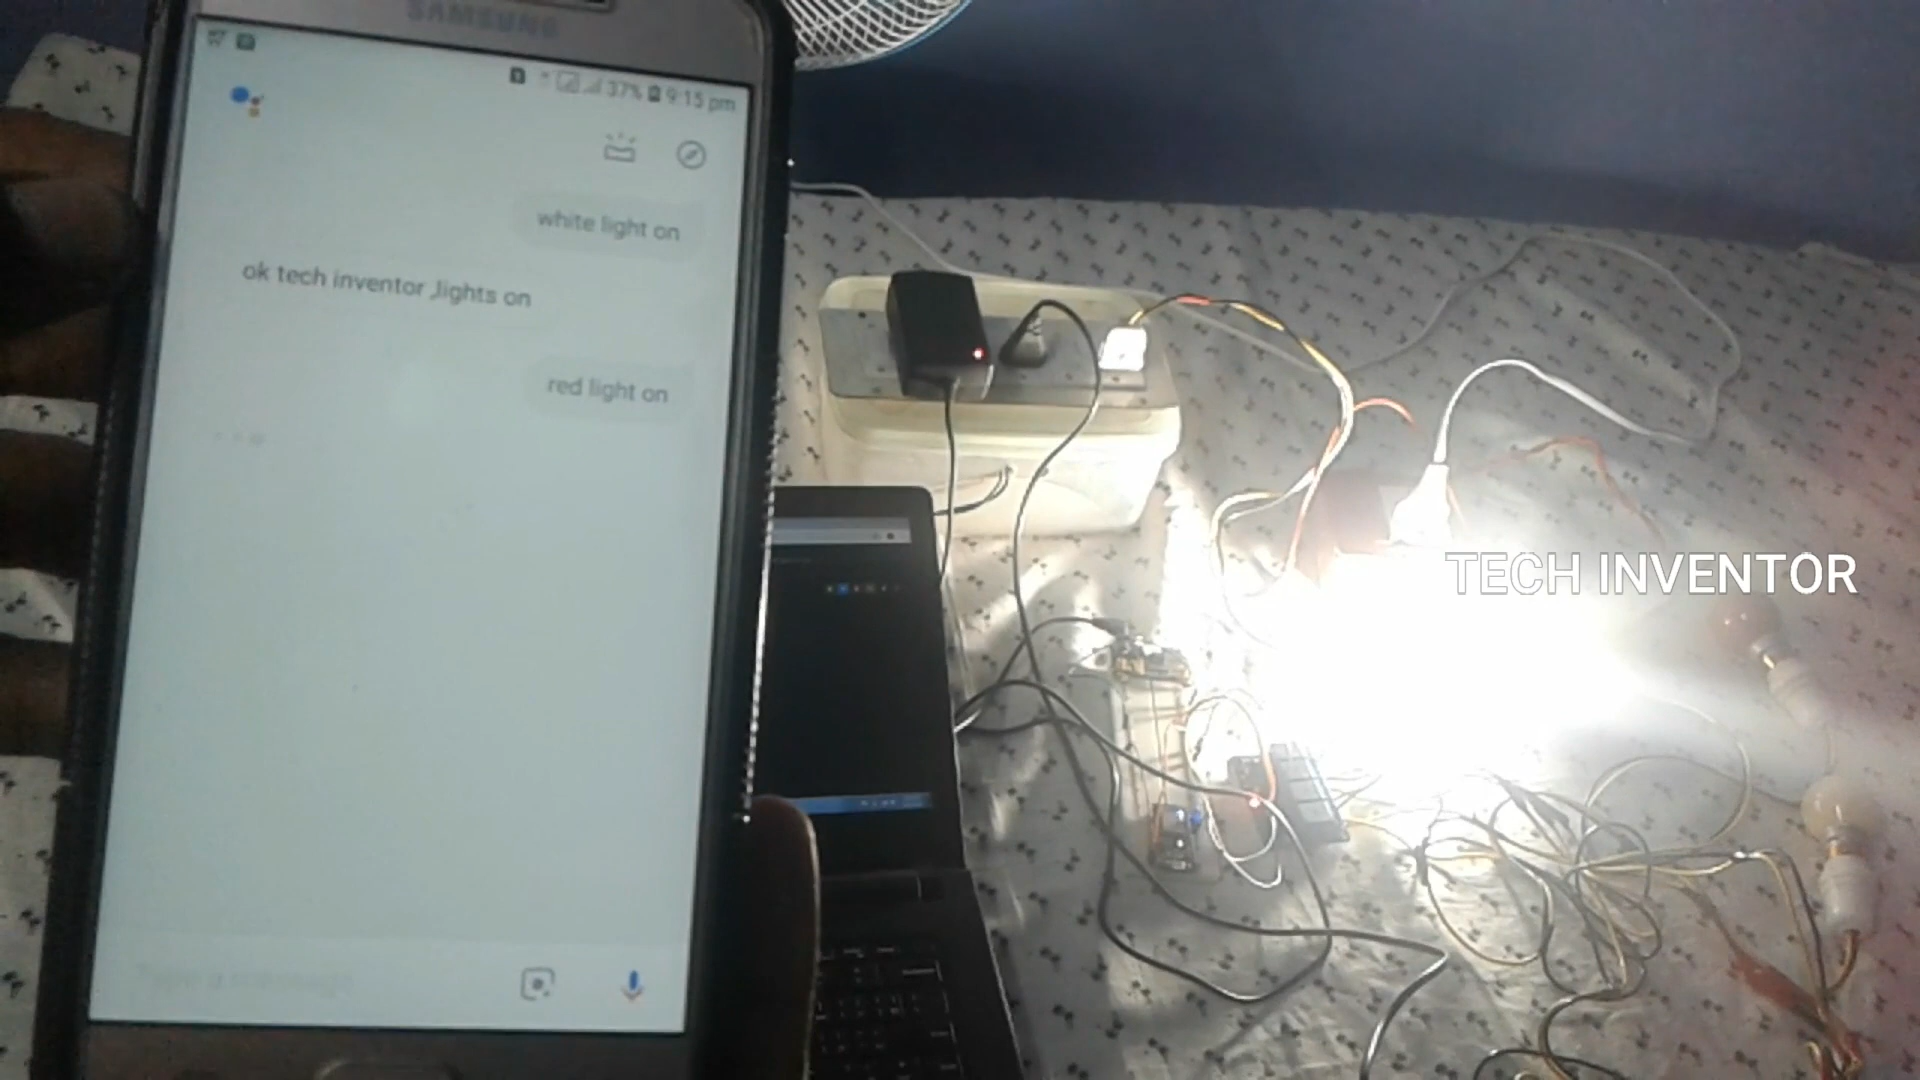 SAMSUNG
37% 9:15 pm
white light on
ok tech inventor ,lights on
red light on
TECH INVENTOR